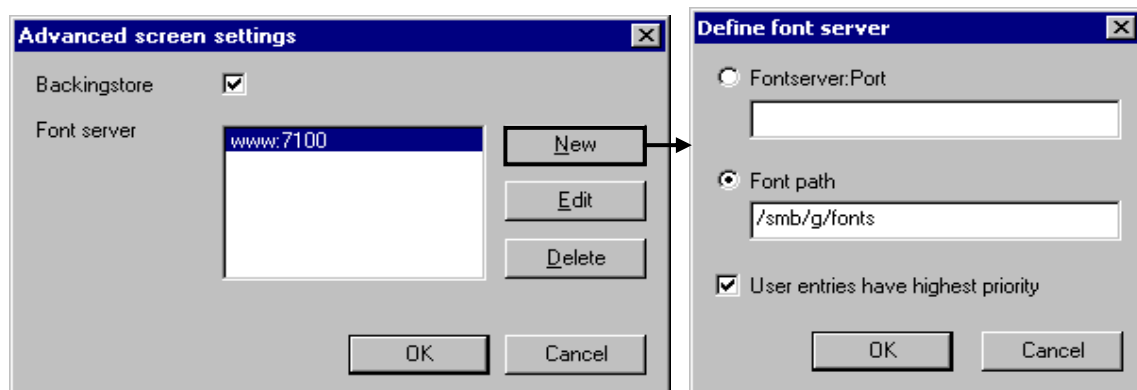 Advanced screen settings
Backingstore
Font server
www:7100
New
Edit
Delete
OK
Cancel
Define font server
Fontserver:Port
Font path
/smb/g/fonts
User entries have highest priority
OK
Cancel